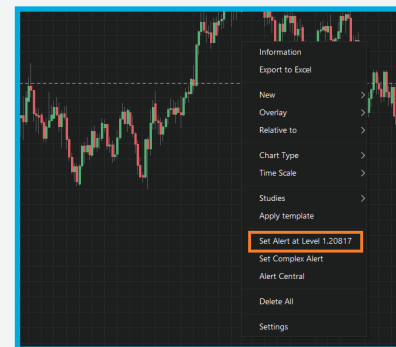 Information
Export to Excel
New
Overlay
Relative to
Chart Type
Time Scale
Studies
Apply template
Set Alert at Level 1.20817
Set Complex Alert
Alert Central
Delete All
Settings